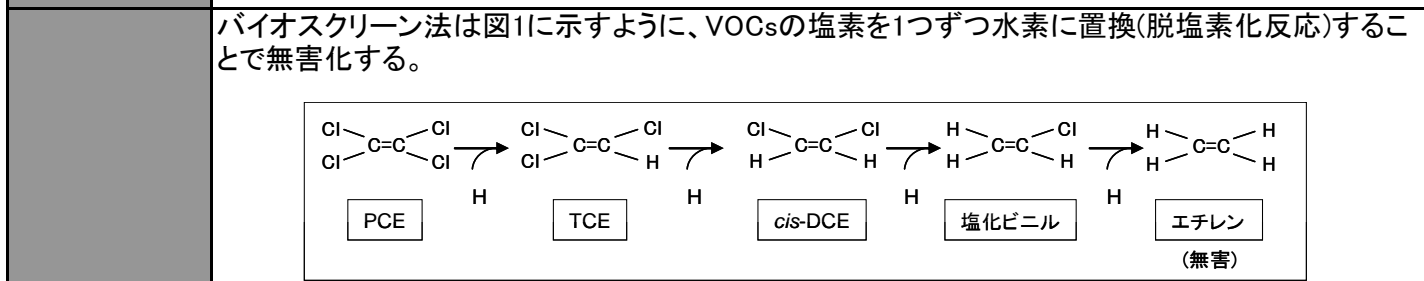 バイオスクリーン法は図1に示すように、VOCsの塩素を1つずつ水素に置換(脱塩素化反応)するこ
とで無害化する。
Cl Cl Cl Cl Cl Cl H Cl H H
C=C C=C C=C C=C C=C
Cl Cl Cl H H H H H H H
H H H H
PCE TCE cis-DCE 塩化ビニル エチレン
(無害)